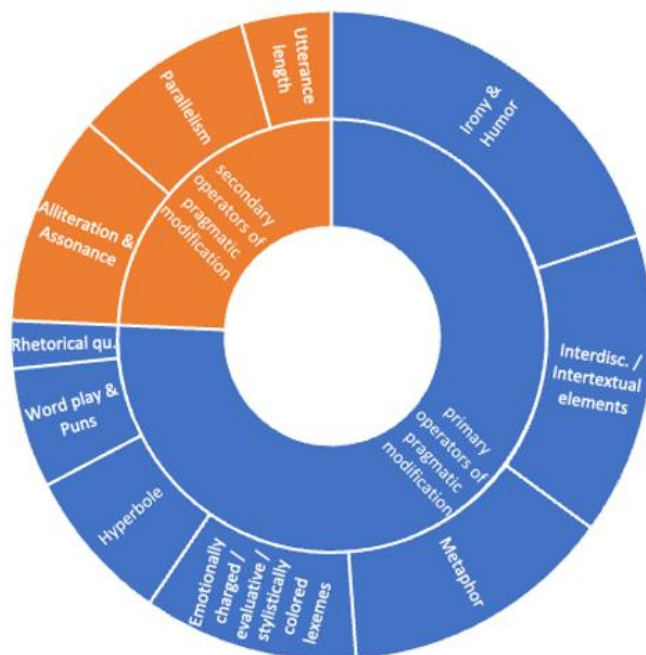 Irony &
Humor
Interdisc. /
Intertextual
elements
Metaphor
Emotionally
charged /
evaluative /
stylistically
colored
lexemes
Hyperbole
Word play &
Puns
Rhetorical qu.
Alliteration &
Assonance
Parallelism
Utterance
length
primary
operators of
pragmatic
modification
secondary
operators of
pragmatic
modification